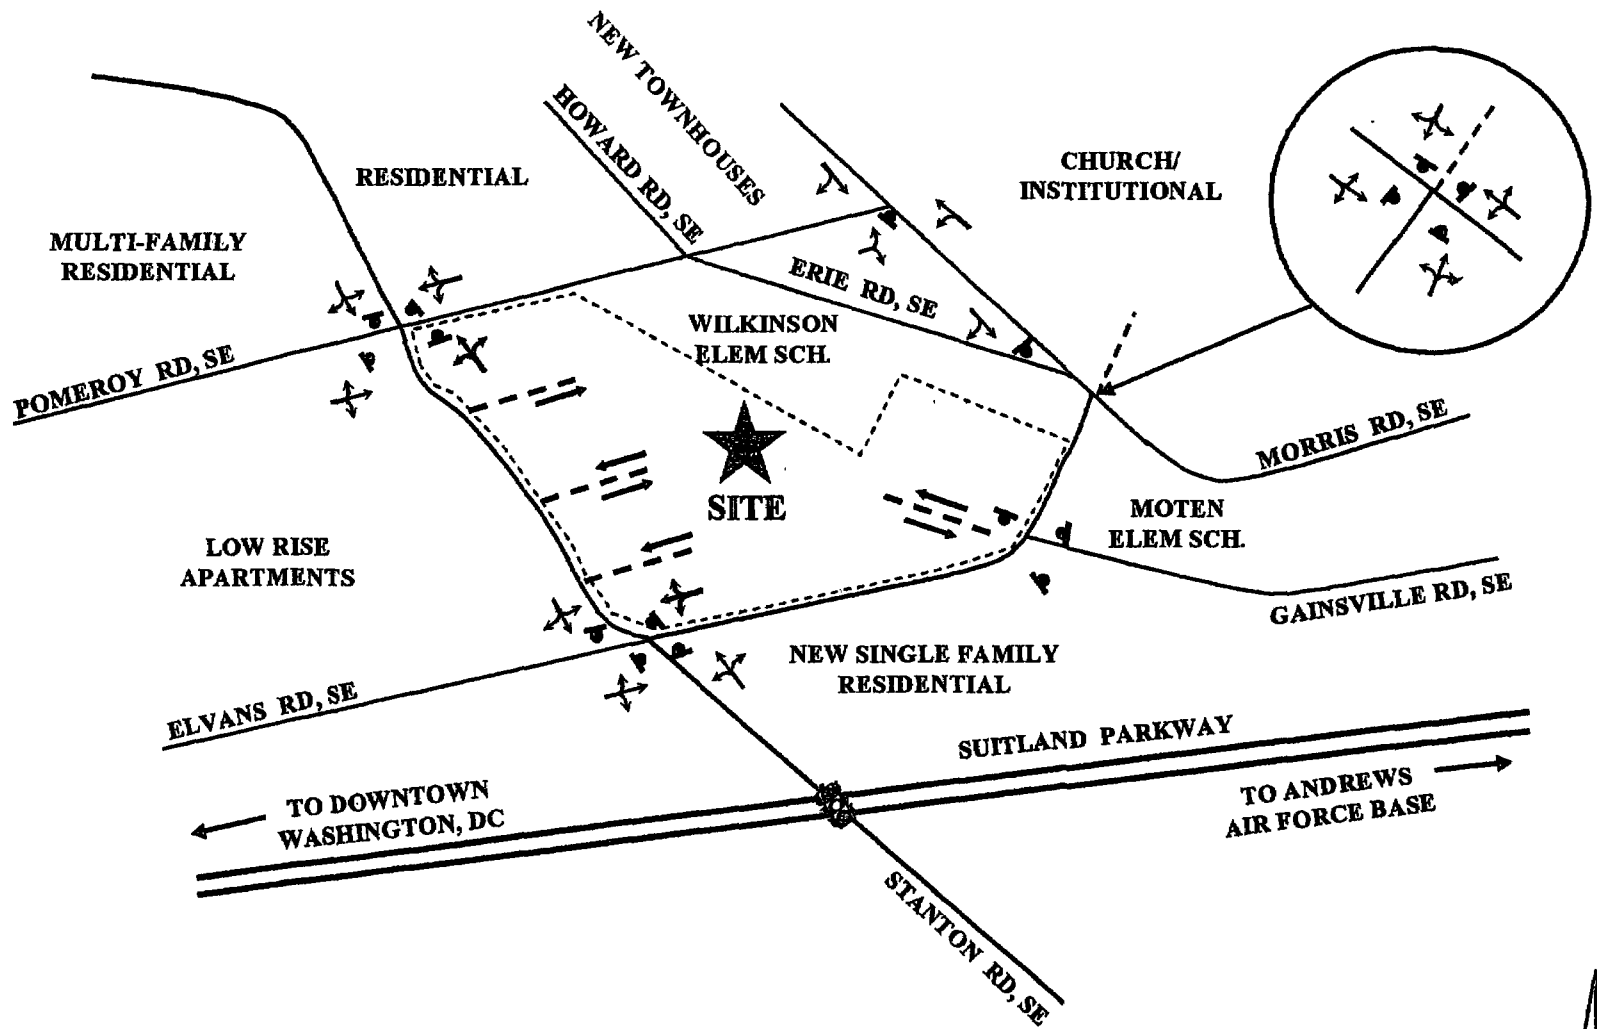 NEW TOWNHOUSES
HOWARD RD, SE
RESIDENTIAL
CHURCH/
INSTITUTIONAL
MULTI-FAMILY
RESIDENTIAL
ERIE RD, SE
WILKINSON
ELEM SCH.
POMEROY RD, SE
MORRIS RD, SE
SITE
MOTEN
ELEM SCH.
LOW RISE
APARTMENTS
GAINSVILLE RD, SE
NEW SINGLE FAMILY
RESIDENTIAL
ELVANS RD, SE
SUITLAND PARKWAY
TO DOWNTOWN
WASHINGTON, DC
TO ANDREWS
AIR FORCE BASE
STANTON RD, SE